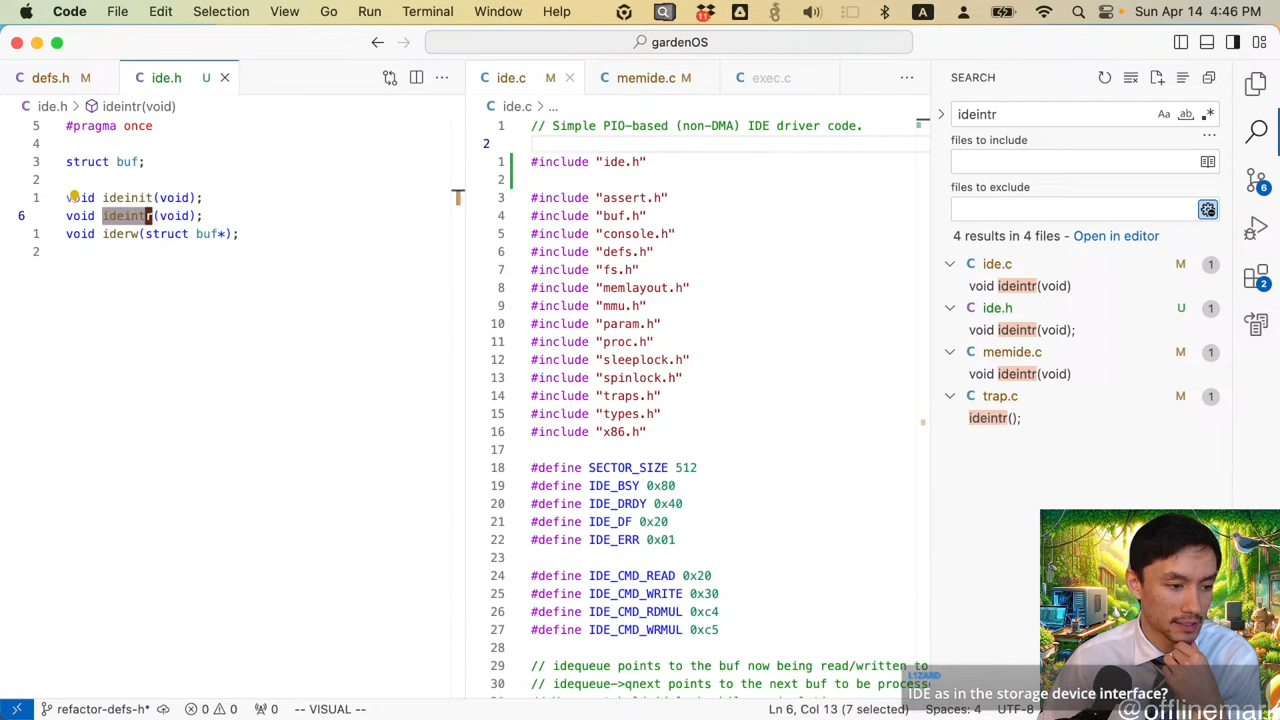 Code File Edit Selection View Go Run Terminal Window Help A Sun Apr 14 4:46 PM
gardenOS
defs.h M ide.h U ide.c M memide.c M exec.c
ide.h > ideintr(void)
5 #pragma once
4
3 struct buf;
2
1 void ideinit(void);
6 void ideintr(void);
1 void iderw(struct buf*);
2
ide.c > ...
1 // Simple PIO-based (non-DMA) IDE driver code.
2
1 #include "ide.h"
2
3 #include "assert.h"
4 #include "buf.h"
5 #include "console.h"
6 #include "defs.h"
7 #include "fs.h"
8 #include "memlayout.h"
9 #include "mmu.h"
10 #include "param.h"
11 #include "proc.h"
12 #include "sleeplock.h"
13 #include "spinlock.h"
14 #include "traps.h"
15 #include "types.h"
16 #include "x86.h"
17
18 #define SECTOR_SIZE 512
19 #define IDE_BSY 0x80
20 #define IDE_DRDY 0x40
21 #define IDE_DF 0x20
22 #define IDE_ERR 0x01
23
24 #define IDE_CMD_READ 0x20
25 #define IDE_CMD_WRITE 0x30
26 #define IDE_CMD_RDMUL 0xc4
27 #define IDE_CMD_WRMUL 0xc5
28
29 // idequeue points to the buf now being read/written to
30 // idequeue->qnext points to the next buf to be proces
SEARCH
ideintr Aa ab .*
files to include
files to exclude
4 results in 4 files - Open in editor
ide.c M 1
void ideintr(void)
ide.h U 1
void ideintr(void);
memide.c M 1
void ideintr(void)
trap.c M 1
ideintr();
6
2
L1ZARD
IDE as in the storage device interface?
@offlinemark
refactor-defs-h* 0 0 0 -- VISUAL -- Ln 6, Col 13 (7 selected) Spaces: 4 UTF-8